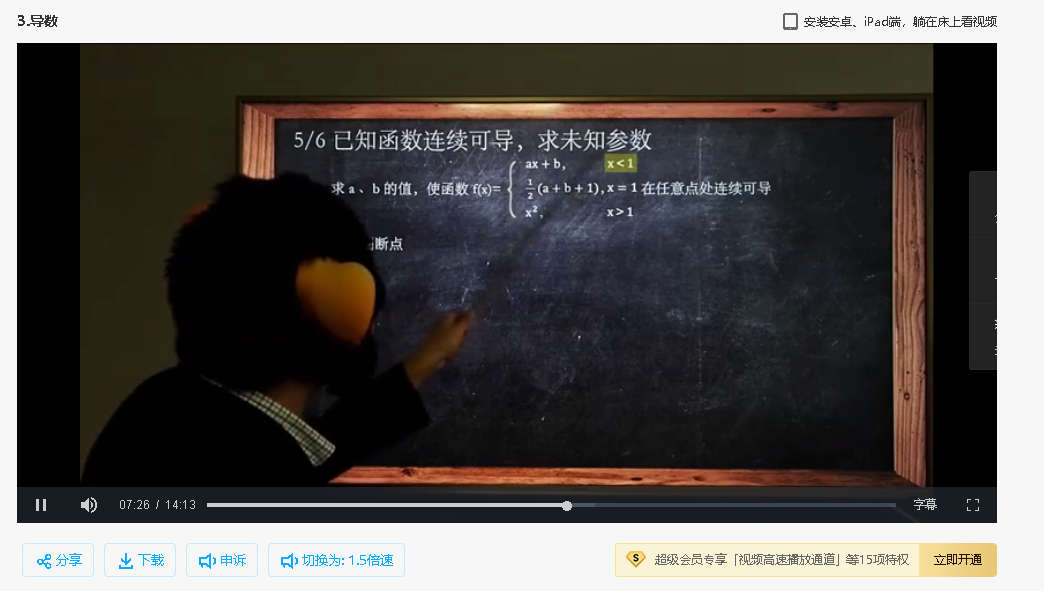 3.导数
安装安卓、iPad端，躺在床上看视频
5/6 已知函数连续可导，求未知参数
ax + b, x < 1
求 a 、b 的值，使函数 f(x)= ½(a + b + 1), x = 1 在任意点处连续可导
x², x > 1
断点
07:26 / 14:13
字幕
分享
下载
申诉
切换为: 1.5倍速
S 超级会员专享「视频高速播放通道」等15项特权
立即开通